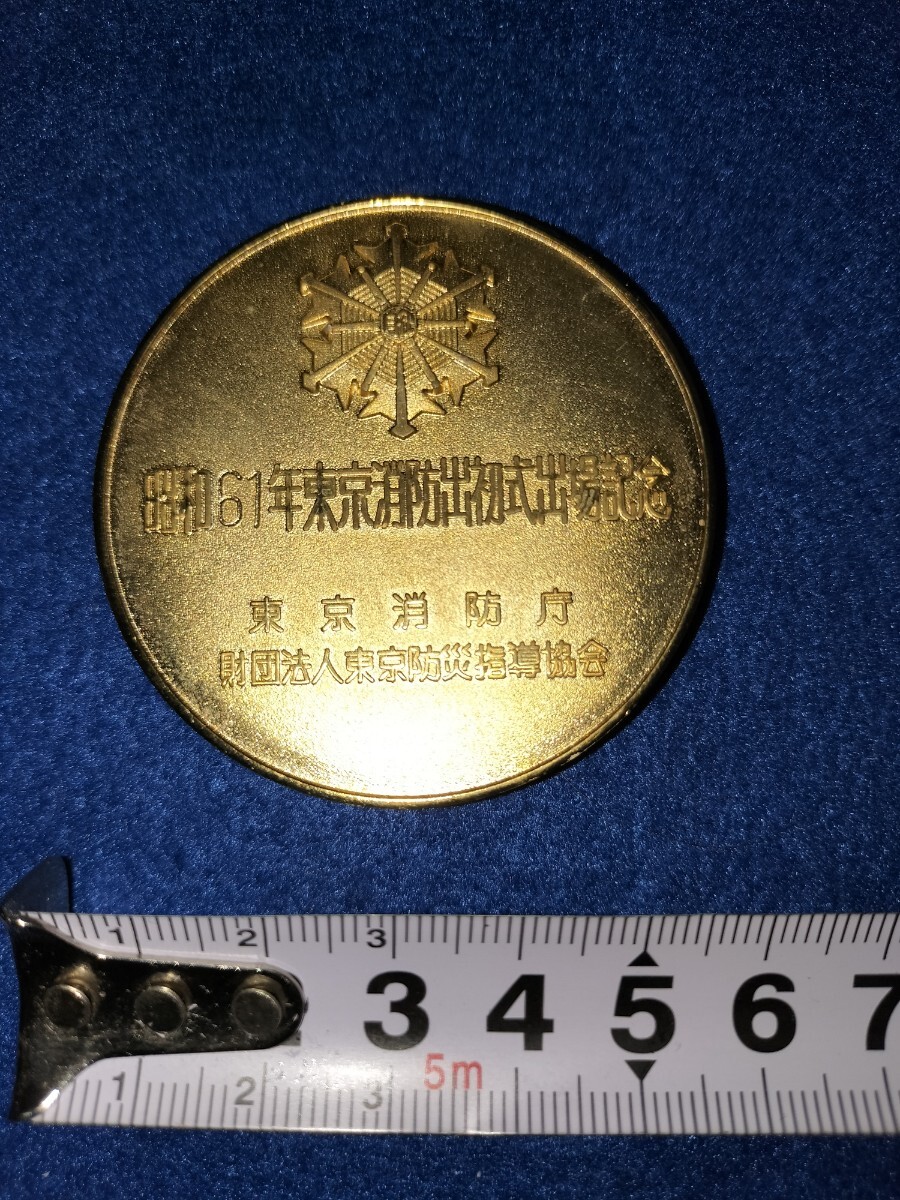 昭和61年東京消防出初式出場記念
東京消防庁
財団法人東京防災指導協会
1 2 3
3 4 5 6 7
5m
1 2 3